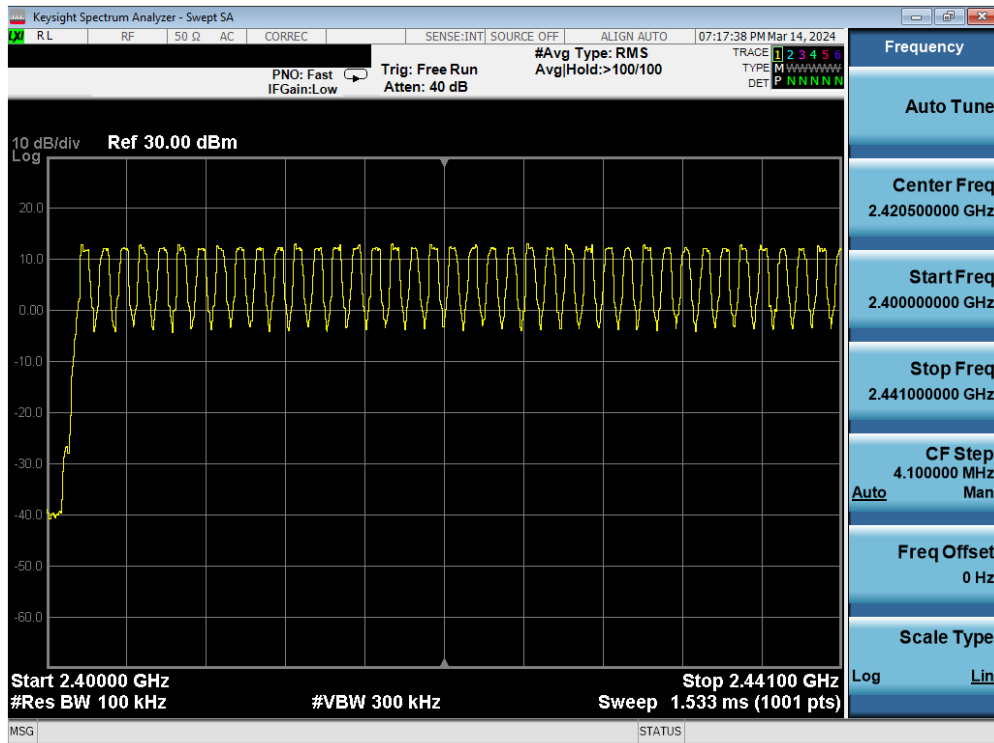 Keysight Spectrum Analyzer - Swept SA
LXI RL RF 50 Ω AC CORREC SENSE:INT SOURCE OFF ALIGN AUTO 07:17:38 PM Mar 14, 2024
PNO: Fast
IFGain:Low
Trig: Free Run
Atten: 40 dB
#Avg Type: RMS
Avg|Hold:>100/100
TRACE 1 2 3 4 5 6
TYPE M WWWWW
DET P N N N N N
10 dB/div
Log
Ref 30.00 dBm
20.0
10.0
0.00
-10.0
-20.0
-30.0
-40.0
-50.0
-60.0
Start 2.40000 GHz
Stop 2.44100 GHz
#Res BW 100 kHz
#VBW 300 kHz
Sweep 1.533 ms (1001 pts)
MSG
STATUS
Frequency
Auto Tune
Center Freq
2.420500000 GHz
Start Freq
2.400000000 GHz
Stop Freq
2.441000000 GHz
CF Step
4.100000 MHz
Auto Man
Freq Offset
0 Hz
Scale Type
Log Lin